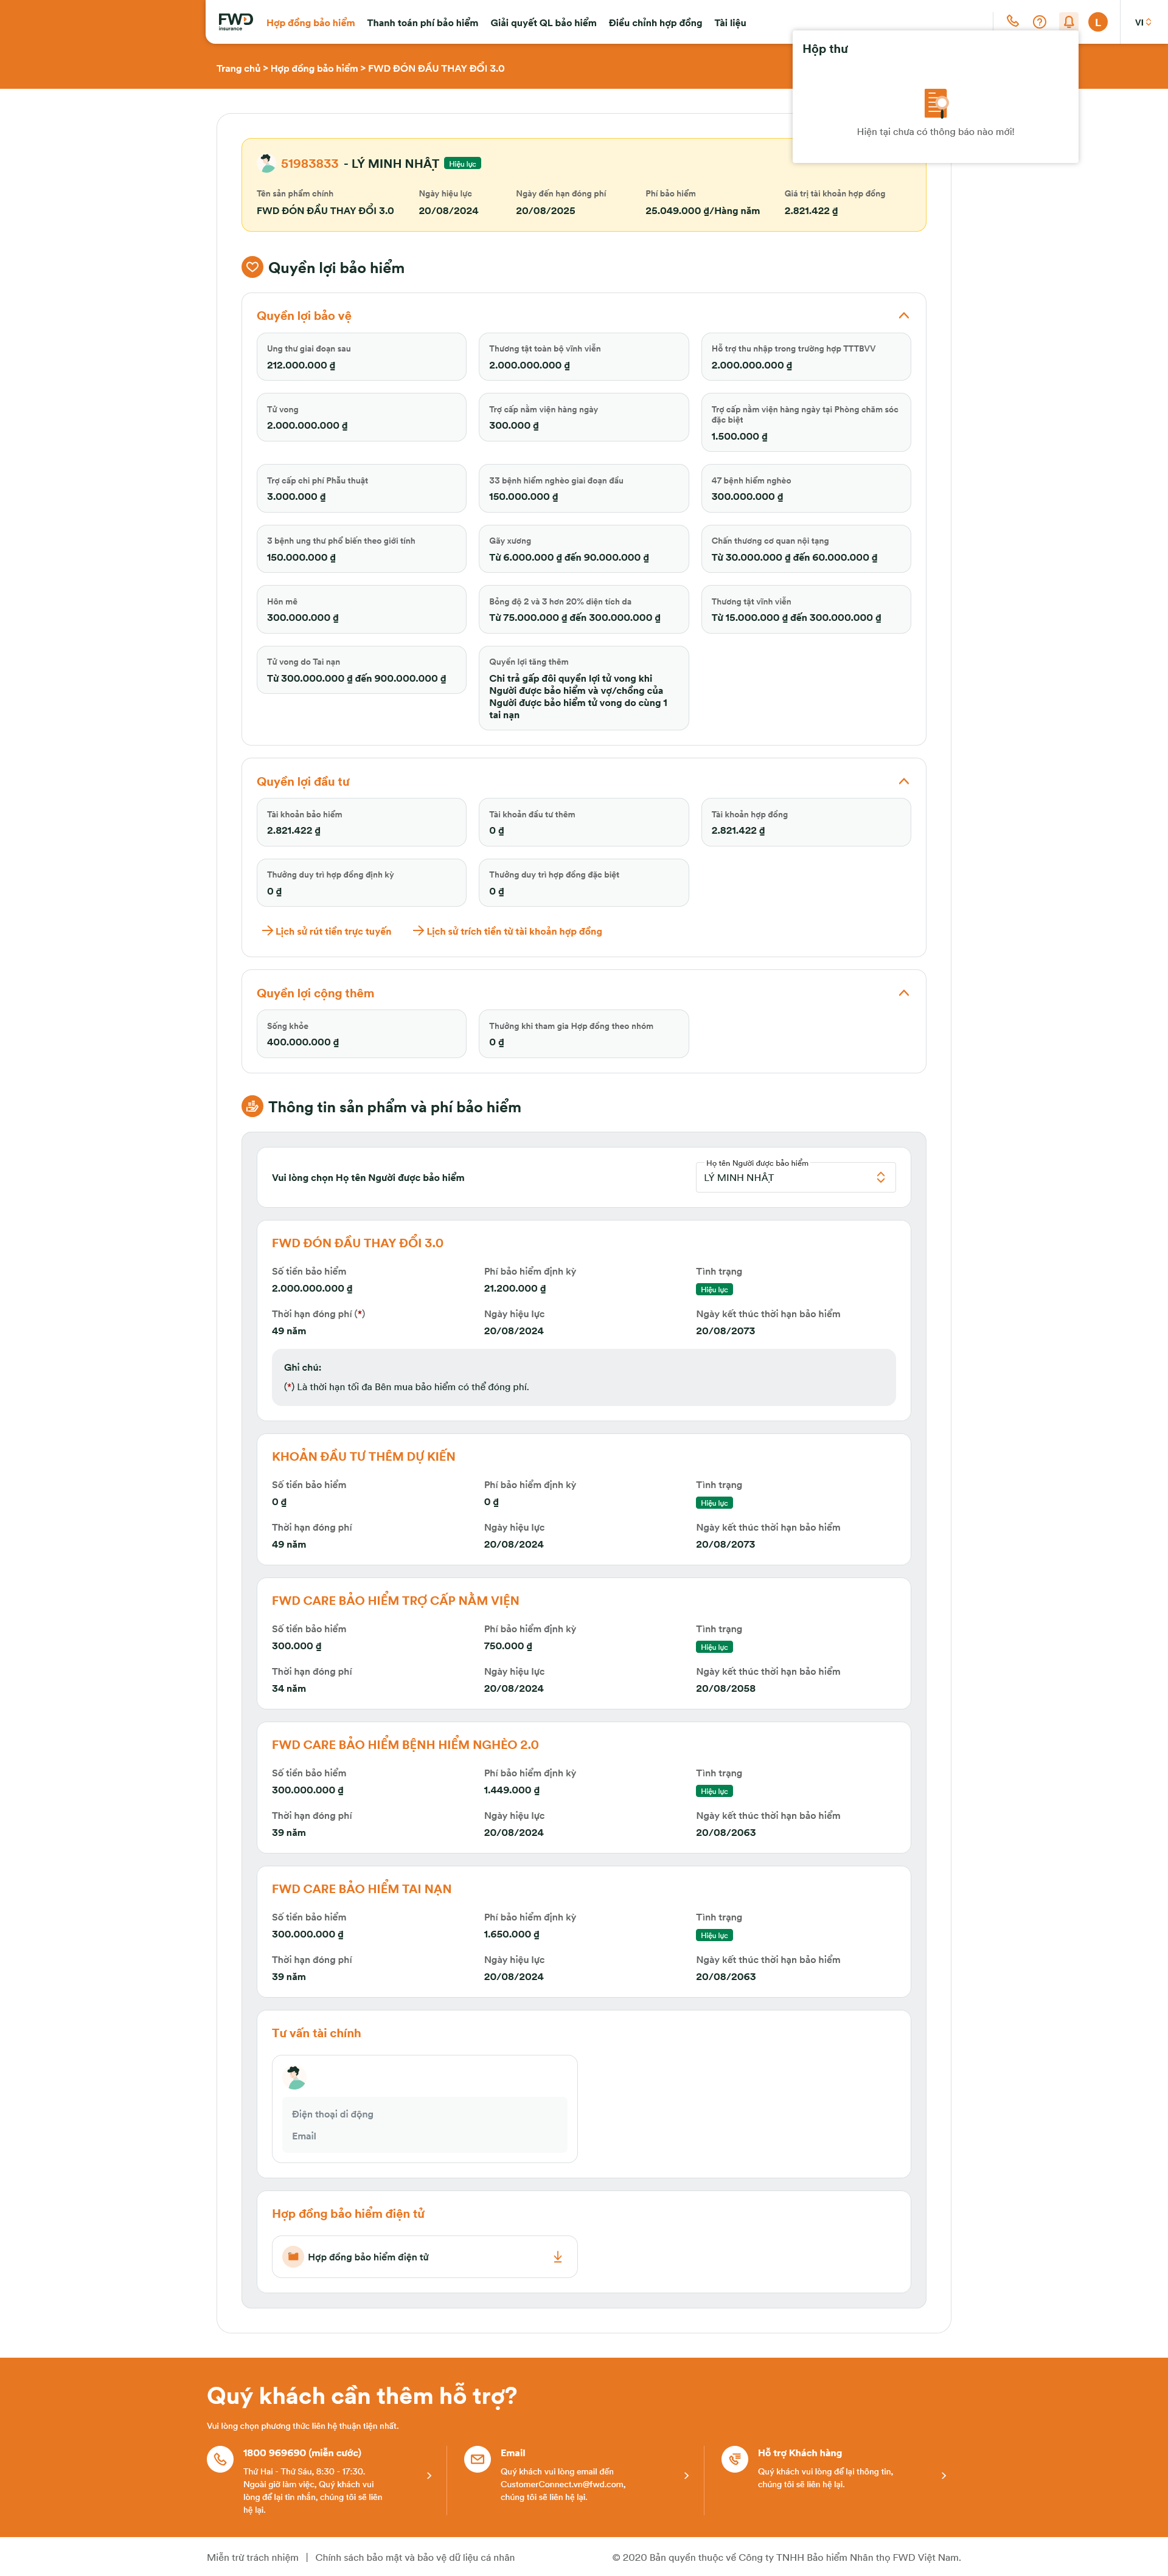 FWD
insurance
Hợp đồng bảo hiểm
Thanh toán phí bảo hiểm
Giải quyết QL bảo hiểm
Điều chỉnh hợp đồng
Tài liệu
L
VI
Hộp thư
Hiện tại chưa có thông báo nào mới!
Trang chủ > Hợp đồng bảo hiểm > FWD ĐÓN ĐẦU THAY ĐỔI 3.0
51983833 - LÝ MINH NHẬT Hiệu lực
Tên sản phẩm chính
FWD ĐÓN ĐẦU THAY ĐỔI 3.0
Ngày hiệu lực
20/08/2024
Ngày đến hạn đóng phí
20/08/2025
Phí bảo hiểm
25.049.000 ₫/Hàng năm
Giá trị tài khoản hợp đồng
2.821.422 ₫
Quyền lợi bảo hiểm
Quyền lợi bảo vệ
Ung thư giai đoạn sau
212.000.000 ₫
Thương tật toàn bộ vĩnh viễn
2.000.000.000 ₫
Hỗ trợ thu nhập trong trường hợp TTTBVV
2.000.000.000 ₫
Tử vong
2.000.000.000 ₫
Trợ cấp nằm viện hàng ngày
300.000 ₫
Trợ cấp nằm viện hàng ngày tại Phòng chăm sóc
đặc biệt
1.500.000 ₫
Trợ cấp chi phí Phẫu thuật
3.000.000 ₫
33 bệnh hiểm nghèo giai đoạn đầu
150.000.000 ₫
47 bệnh hiểm nghèo
300.000.000 ₫
3 bệnh ung thư phổ biến theo giới tính
150.000.000 ₫
Gãy xương
Từ 6.000.000 ₫ đến 90.000.000 ₫
Chấn thương cơ quan nội tạng
Từ 30.000.000 ₫ đến 60.000.000 ₫
Hôn mê
300.000.000 ₫
Bỏng độ 2 và 3 hơn 20% diện tích da
Từ 75.000.000 ₫ đến 300.000.000 ₫
Thương tật vĩnh viễn
Từ 15.000.000 ₫ đến 300.000.000 ₫
Tử vong do Tai nạn
Từ 300.000.000 ₫ đến 900.000.000 ₫
Quyền lợi tăng thêm
Chi trả gấp đôi quyền lợi tử vong khi
Người được bảo hiểm và vợ/chồng của
Người được bảo hiểm tử vong do cùng 1
tai nạn
Quyền lợi đầu tư
Tài khoản bảo hiểm
2.821.422 ₫
Tài khoản đầu tư thêm
0 ₫
Tài khoản hợp đồng
2.821.422 ₫
Thưởng duy trì hợp đồng định kỳ
0 ₫
Thưởng duy trì hợp đồng đặc biệt
0 ₫
Lịch sử rút tiền trực tuyến
Lịch sử trích tiền từ tài khoản hợp đồng
Quyền lợi cộng thêm
Sống khỏe
400.000.000 ₫
Thưởng khi tham gia Hợp đồng theo nhóm
0 ₫
Thông tin sản phẩm và phí bảo hiểm
Vui lòng chọn Họ tên Người được bảo hiểm
Họ tên Người được bảo hiểm
LÝ MINH NHẬT
FWD ĐÓN ĐẦU THAY ĐỔI 3.0
Số tiền bảo hiểm
2.000.000.000 ₫
Phí bảo hiểm định kỳ
21.200.000 ₫
Tình trạng
Hiệu lực
Thời hạn đóng phí (*)
49 năm
Ngày hiệu lực
20/08/2024
Ngày kết thúc thời hạn bảo hiểm
20/08/2073
Ghi chú:
(*) Là thời hạn tối đa Bên mua bảo hiểm có thể đóng phí.
KHOẢN ĐẦU TƯ THÊM DỰ KIẾN
Số tiền bảo hiểm
0 ₫
Phí bảo hiểm định kỳ
0 ₫
Tình trạng
Hiệu lực
Thời hạn đóng phí
49 năm
Ngày hiệu lực
20/08/2024
Ngày kết thúc thời hạn bảo hiểm
20/08/2073
FWD CARE BẢO HIỂM TRỢ CẤP NẰM VIỆN
Số tiền bảo hiểm
300.000 ₫
Phí bảo hiểm định kỳ
750.000 ₫
Tình trạng
Hiệu lực
Thời hạn đóng phí
34 năm
Ngày hiệu lực
20/08/2024
Ngày kết thúc thời hạn bảo hiểm
20/08/2058
FWD CARE BẢO HIỂM BỆNH HIỂM NGHÈO 2.0
Số tiền bảo hiểm
300.000.000 ₫
Phí bảo hiểm định kỳ
1.449.000 ₫
Tình trạng
Hiệu lực
Thời hạn đóng phí
39 năm
Ngày hiệu lực
20/08/2024
Ngày kết thúc thời hạn bảo hiểm
20/08/2063
FWD CARE BẢO HIỂM TAI NẠN
Số tiền bảo hiểm
300.000.000 ₫
Phí bảo hiểm định kỳ
1.650.000 ₫
Tình trạng
Hiệu lực
Thời hạn đóng phí
39 năm
Ngày hiệu lực
20/08/2024
Ngày kết thúc thời hạn bảo hiểm
20/08/2063
Tư vấn tài chính
Điện thoại di động
Email
Hợp đồng bảo hiểm điện tử
Hợp đồng bảo hiểm điện tử
Quý khách cần thêm hỗ trợ?
Vui lòng chọn phương thức liên hệ thuận tiện nhất.
1800 969690 (miễn cước)
Thứ Hai - Thứ Sáu, 8:30 - 17:30.
Ngoài giờ làm việc, Quý khách vui
lòng để lại tin nhắn, chúng tôi sẽ liên
hệ lại.
Email
Quý khách vui lòng email đến
CustomerConnect.vn@fwd.com,
chúng tôi sẽ liên hệ lại.
Hỗ trợ Khách hàng
Quý khách vui lòng để lại thông tin,
chúng tôi sẽ liên hệ lại.
Miễn trừ trách nhiệm | Chính sách bảo mật và bảo vệ dữ liệu cá nhân
© 2020 Bản quyền thuộc về Công ty TNHH Bảo hiểm Nhân thọ FWD Việt Nam.